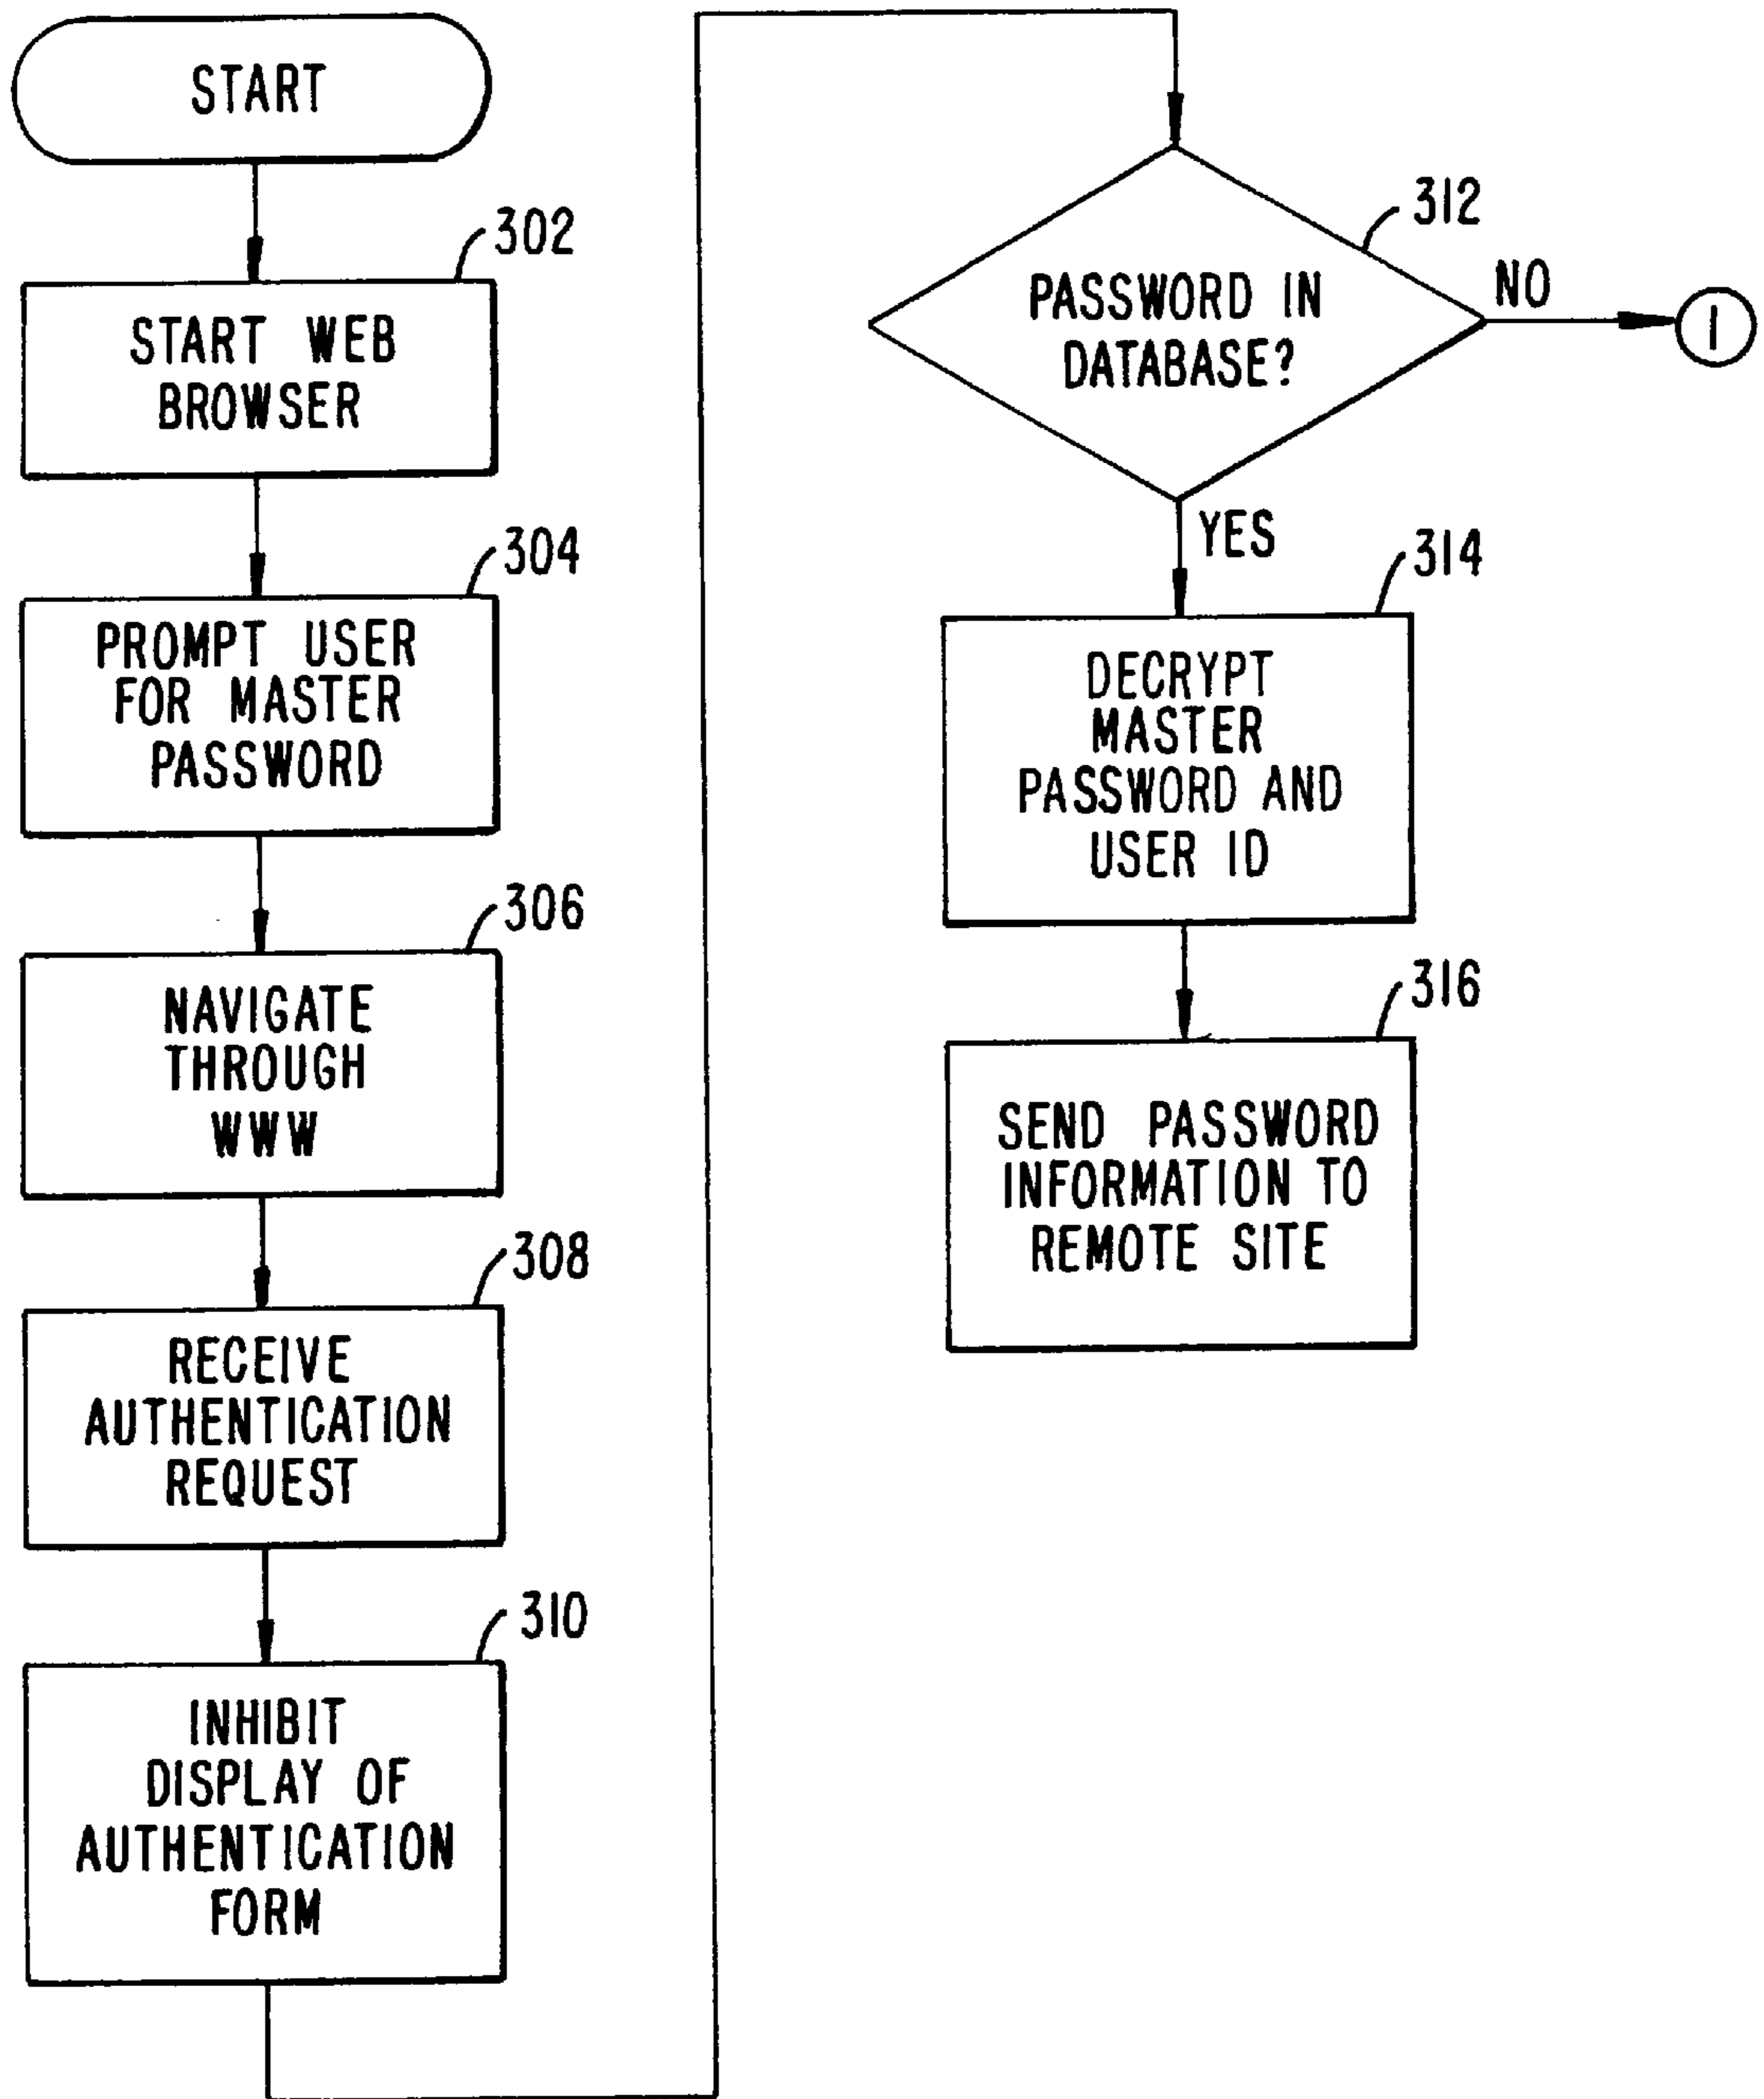 START
302
START WEB
BROWSER
304
PROMPT USER
FOR MASTER
PASSWORD
306
NAVIGATE
THROUGH
WWW
308
RECEIVE
AUTHENTICATION
REQUEST
310
INHIBIT
DISPLAY OF
AUTHENTICATION
FORM
312
PASSWORD IN
DATABASE?
NO
1
YES
314
DECRYPT
MASTER
PASSWORD AND
USER ID
316
SEND PASSWORD
INFORMATION TO
REMOTE SITE